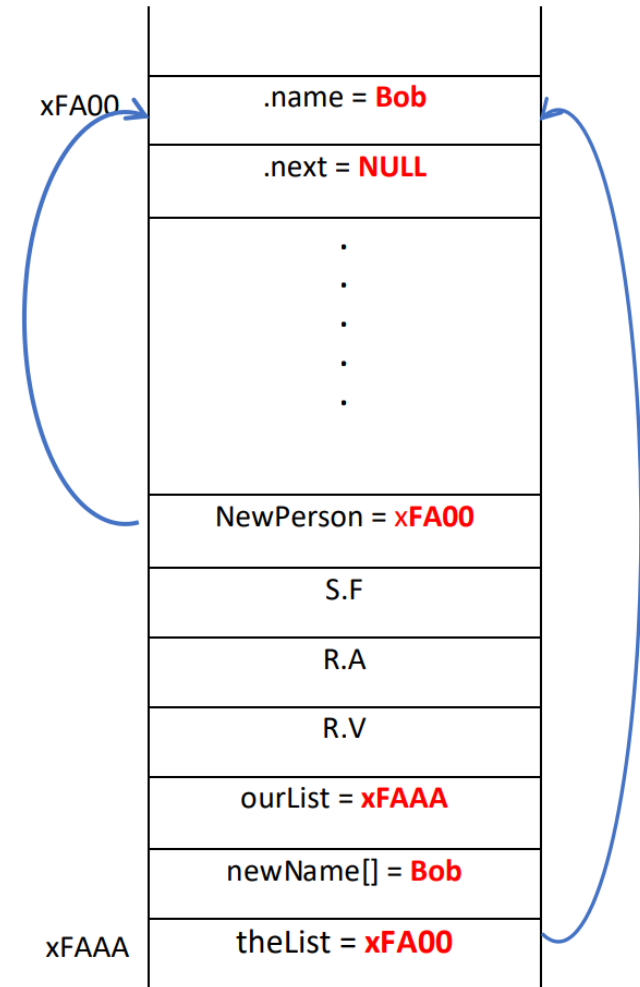 xFA00
.name = Bob
.next = NULL
.
.
.
.
.
NewPerson = xFA00
S.F
R.A
R.V
ourList = xFAAA
newName[] = Bob
xFAAA
theList = xFA00